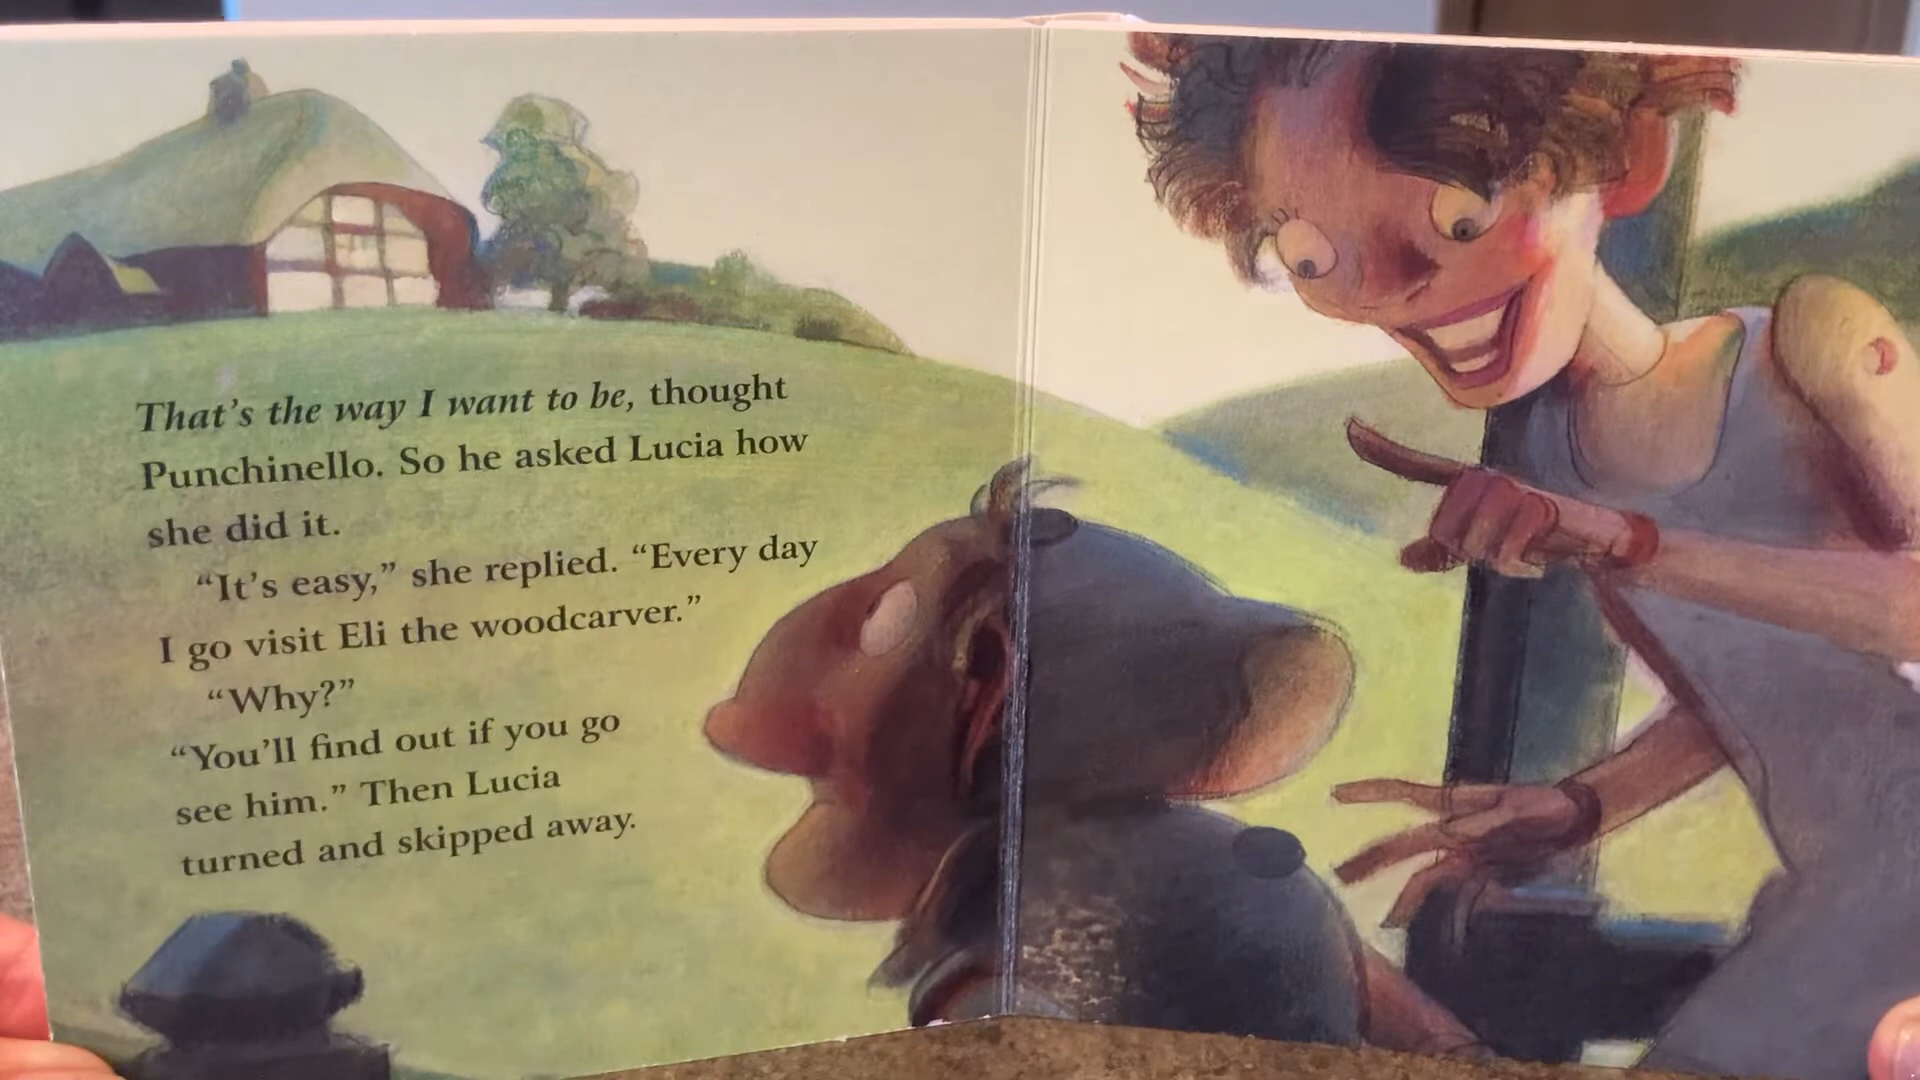 That's the way I want to be, thought
Punchinello. So he asked Lucia how
she did it.
“It's easy,” she replied. “Every day
I go visit Eli the woodcarver.”
“Why?”
“You'll find out if you go
see him.” Then Lucia
turned and skipped away.